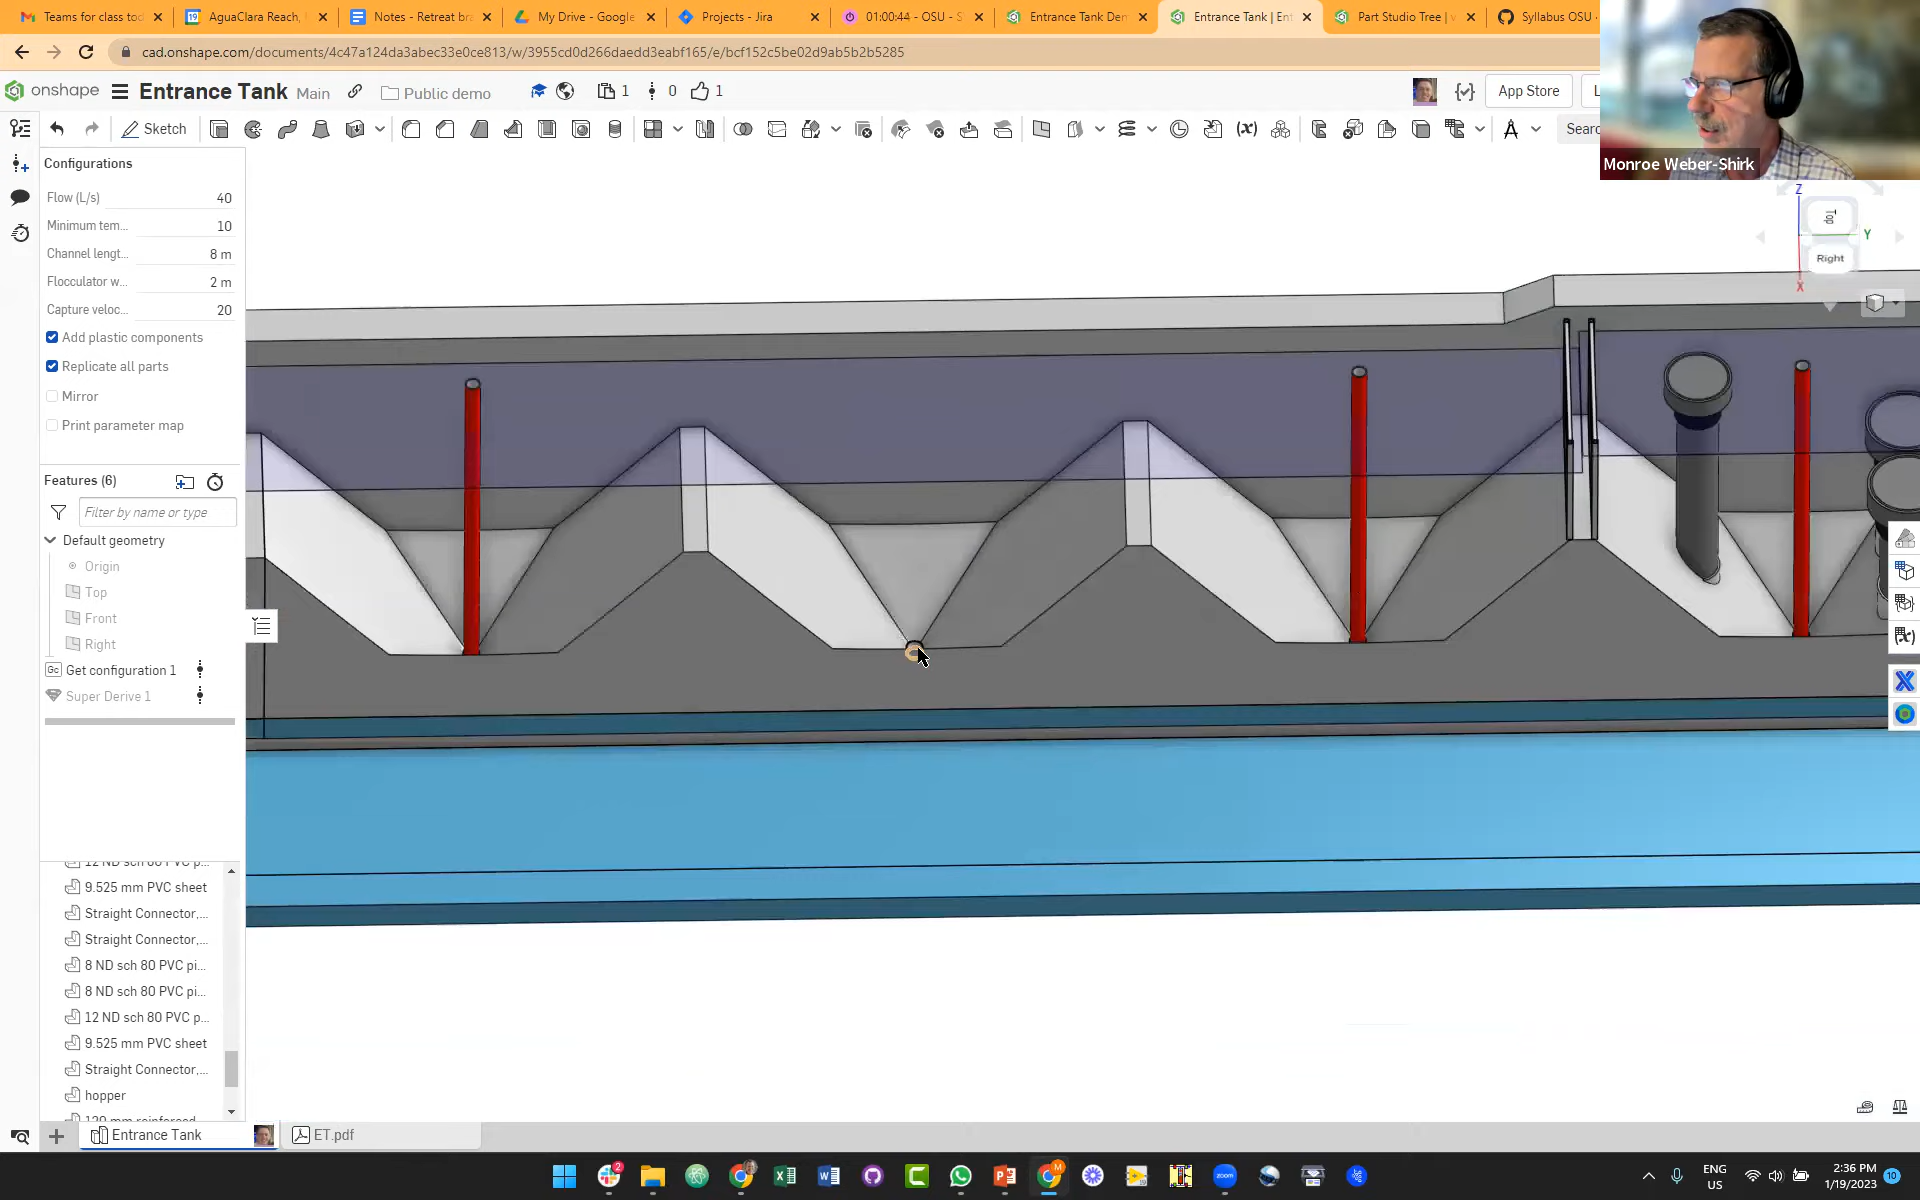 Teams for class tod
AguaClara Reach,
Notes - Retreat bra
My Drive - Google
Projects - Jira
01:00:44 - OSU - S
Entrance Tank Dem
Entrance Tank | Ent
Part Studio Tree | v
Syllabus OSU
cad.onshape.com/documents/4c47a124da3abec33e0ce813/w/3955cd0d266daedd3eabf165/e/bcf152c5be02d9ab5b2b5285
onshape
Entrance Tank
Main
Public demo
1
0
1
App Store
L
Sketch
Searc
Monroe Weber-Shirk
Configurations
Flow (L/s)
40
Minimum tem...
10
Channel lengt...
8 m
Flocculator w...
2 m
Capture veloc...
20
Add plastic components
Replicate all parts
Mirror
Print parameter map
Features (6)
Filter by name or type
Default geometry
Origin
Top
Front
Right
Get configuration 1
Super Derive 1
Z
Top
Y
Right
X
9.525 mm PVC sheet
Straight Connector,...
Straight Connector,...
8 ND sch 80 PVC pi...
8 ND sch 80 PVC pi...
12 ND sch 80 PVC p...
9.525 mm PVC sheet
Straight Connector,...
hopper
Entrance Tank
ET.pdf
2
M
ENG
US
2:36 PM
1/19/2023
10